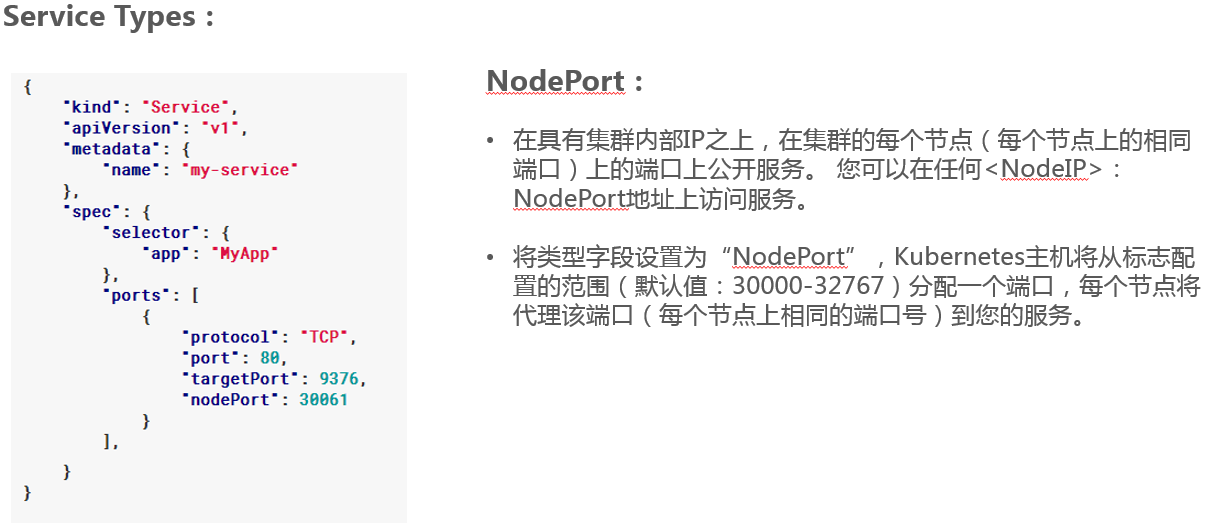 Service Types：
{
"kind": "Service",
"apiVersion": "v1",
"metadata": {
"name": "my-service"
},
"spec": {
"selector": {
"app": "MyApp"
},
"ports": [
{
"protocol": "TCP",
"port": 80,
"targetPort": 9376,
"nodePort": 30061
}
],
}
}
NodePort：
• 在具有集群内部IP之上，在集群的每个节点（每个节点上的相同
端口）上的端口上公开服务。 您可以在任何<NodeIP>：
NodePort地址上访问服务。
• 将类型字段设置为“NodePort”，Kubernetes主机将从标志配
置的范围（默认值：30000-32767）分配一个端口，每个节点将
代理该端口（每个节点上相同的端口号）到您的服务。